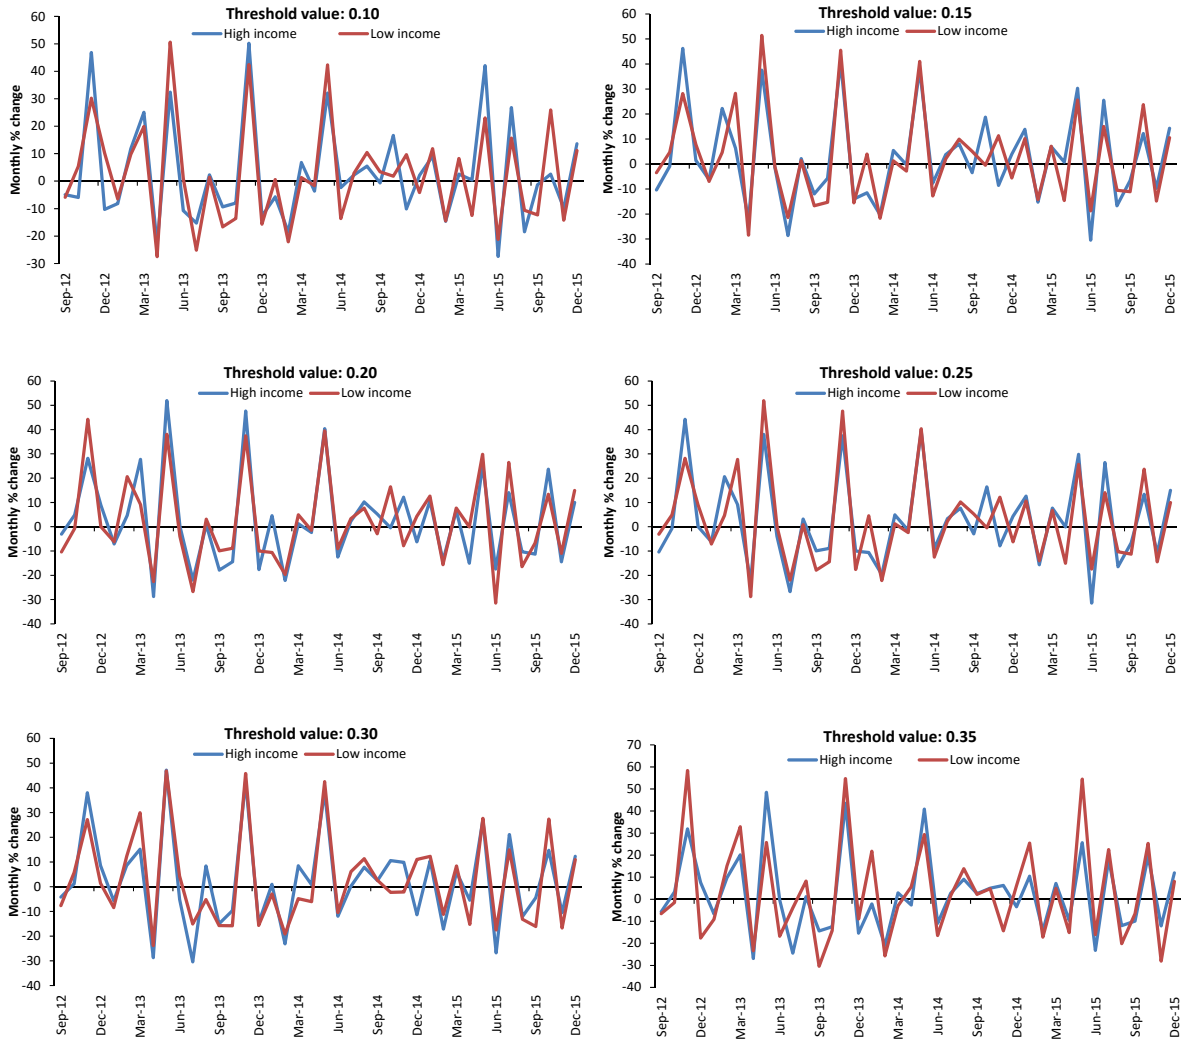 Threshold value: 0.10
High income Low income
Monthly % change
60
50
40
30
20
10
0
-10
-20
-30
Sep-12 Dec-12 Mar-13 Jun-13 Sep-13 Dec-13 Mar-14 Jun-14 Sep-14 Dec-14 Mar-15 Jun-15 Sep-15 Dec-15
Threshold value: 0.15
High income Low income
Monthly % change
60
50
40
30
20
10
0
-10
-20
-30
-40
Sep-12 Dec-12 Mar-13 Jun-13 Sep-13 Dec-13 Mar-14 Jun-14 Sep-14 Dec-14 Mar-15 Jun-15 Sep-15 Dec-15
Threshold value: 0.20
High income Low income
Monthly % change
60
50
40
30
20
10
0
-10
-20
-30
-40
Sep-12 Dec-12 Mar-13 Jun-13 Sep-13 Dec-13 Mar-14 Jun-14 Sep-14 Dec-14 Mar-15 Jun-15 Sep-15 Dec-15
Threshold value: 0.25
High income Low income
Monthly % change
60
50
40
30
20
10
0
-10
-20
-30
-40
Sep-12 Dec-12 Mar-13 Jun-13 Sep-13 Dec-13 Mar-14 Jun-14 Sep-14 Dec-14 Mar-15 Jun-15 Sep-15 Dec-15
Threshold value: 0.30
High income Low income
Monthly % change
60
50
40
30
20
10
0
-10
-20
-30
-40
Sep-12 Dec-12 Mar-13 Jun-13 Sep-13 Dec-13 Mar-14 Jun-14 Sep-14 Dec-14 Mar-15 Jun-15 Sep-15 Dec-15
Threshold value: 0.35
High income Low income
Monthly % change
70
60
50
40
30
20
10
0
-10
-20
-30
-40
Sep-12 Dec-12 Mar-13 Jun-13 Sep-13 Dec-13 Mar-14 Jun-14 Sep-14 Dec-14 Mar-15 Jun-15 Sep-15 Dec-15